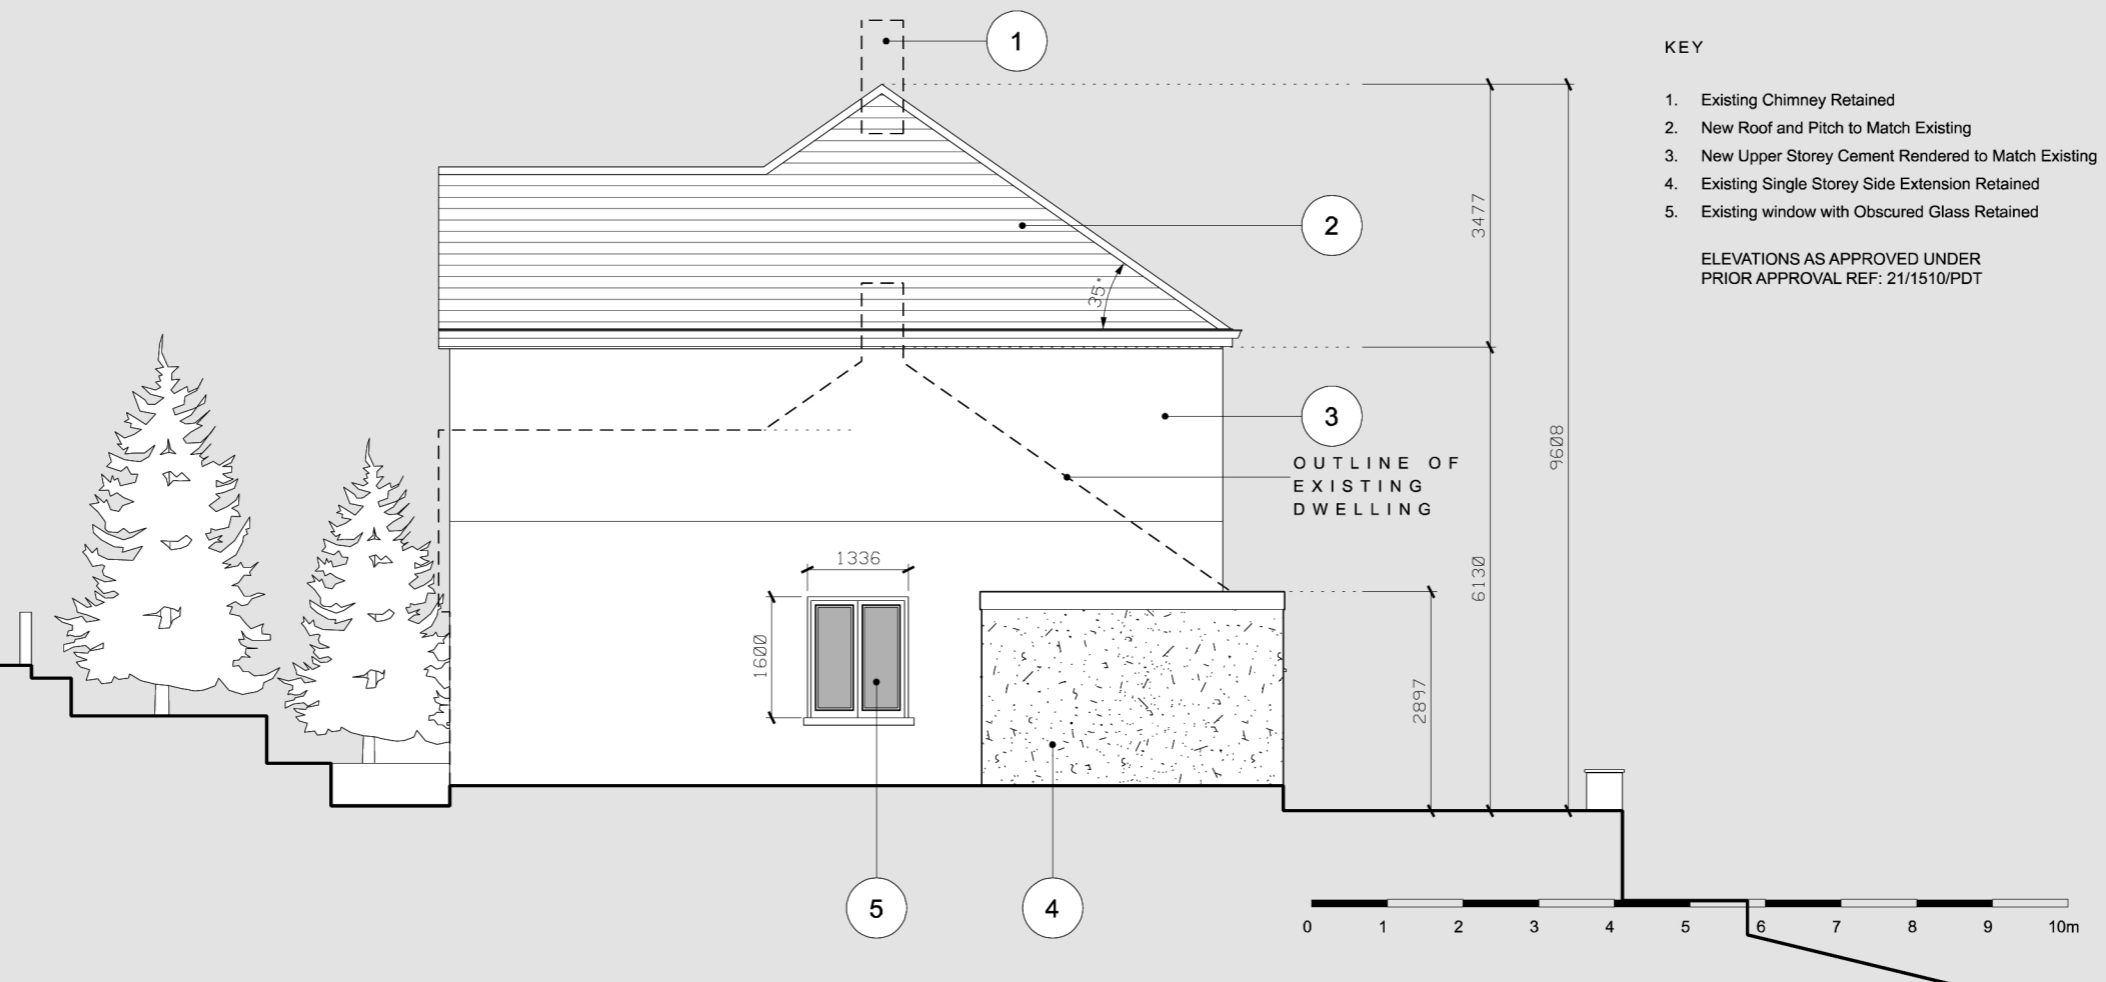 1
KEY
1. Existing Chimney Retained
2. New Roof and Pitch to Match Existing
3. New Upper Storey Cement Rendered to Match Existing
4. Existing Single Storey Side Extension Retained
5. Existing window with Obscured Glass Retained
ELEVATIONS AS APPROVED UNDER
PRIOR APPROVAL REF: 21/1510/PDT
2
3477
35°
3
9608
OUTLINE OF
EXISTING
DWELLING
1336
6130
1600
2897
5
4
0 1 2 3 4 5 6 7 8 9 10m